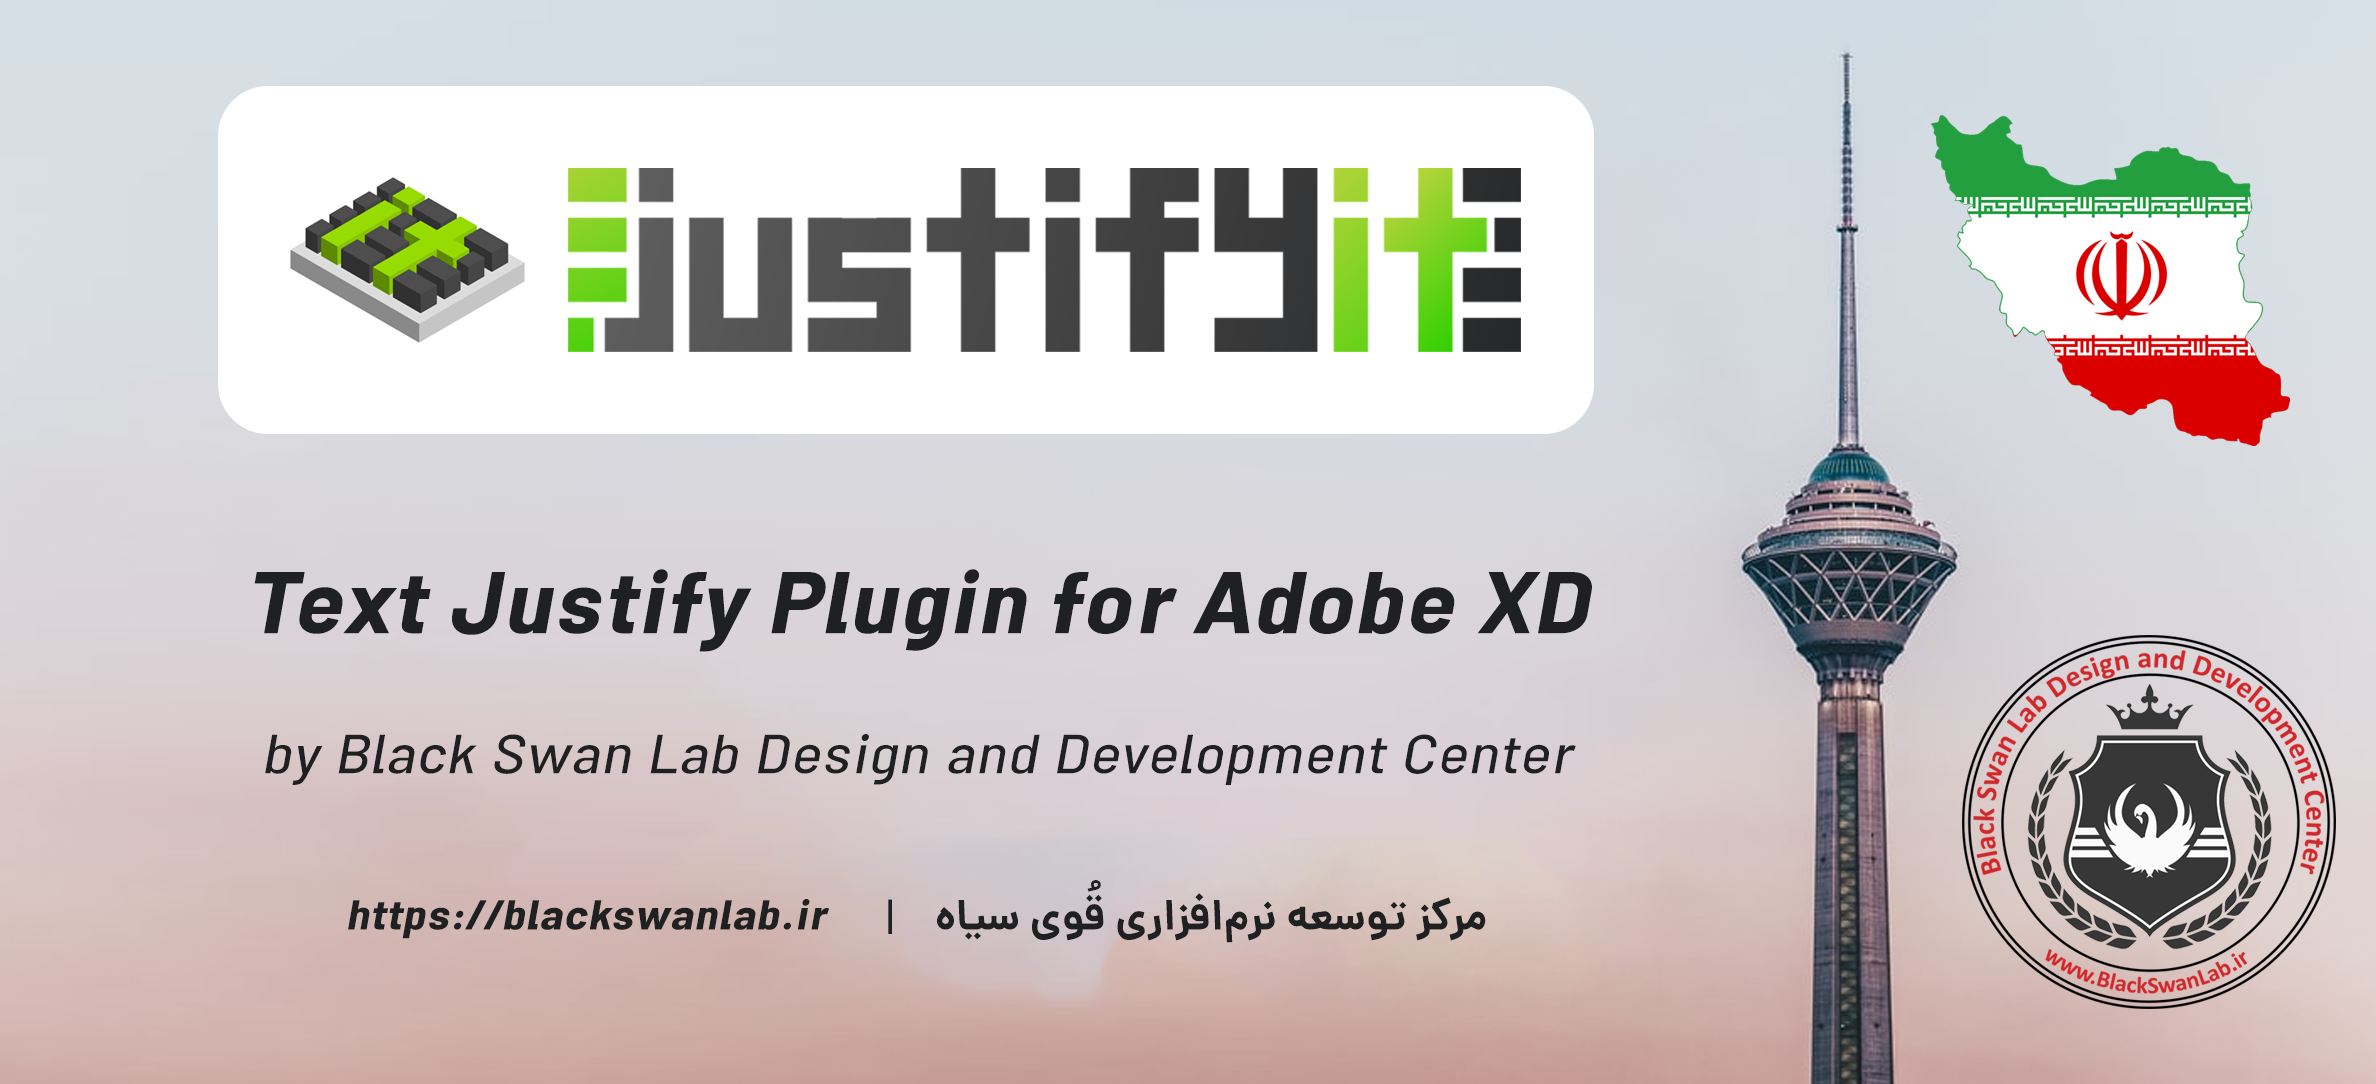 justifyit
Text Justify Plugin for Adobe XD
by Black Swan Lab Design and Development Center
https://blackswanlab.ir | مرکز توسعه نرم‌افزاری قُوی سیاه
Black Swan Lab Design and Development Center
www.BlackSwanLab.ir